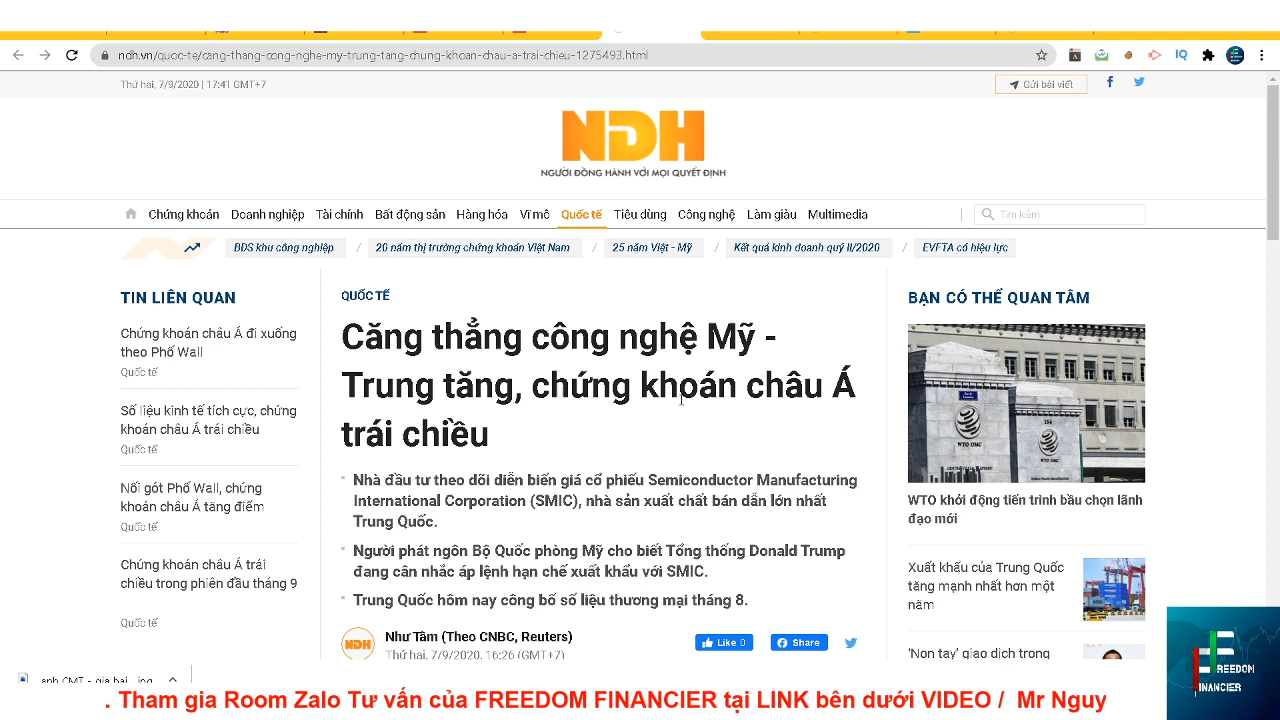 ndh.vn/quoc-te/cang-thang-cong-nghe-my-trung-tang-chung-khoan-chau-a-trai-chieu-1275493.html
Thứ hai, 7/9/2020 | 17:41 GMT+7
Gửi bài viết
NDH
NGƯỜI ĐỒNG HÀNH VỚI MỌI QUYẾT ĐỊNH
Chứng khoán Doanh nghiệp Tài chính Bất động sản Hàng hóa Vĩ mô Quốc tế Tiêu dùng Công nghệ Làm giàu Multimedia
Tìm kiếm
BDS khu công nghiệp / 20 năm thị trường chứng khoán Việt Nam / 25 năm Việt - Mỹ / Kết quả kinh doanh quý II/2020 / EVFTA có hiệu lực
TIN LIÊN QUAN
Chứng khoán châu Á đi xuống
theo Phố Wall
Quốc tế
Số liệu kinh tế tích cực, chứng
khoán châu Á trái chiều
Quốc tế
Nối gót Phố Wall, chứng
khoán châu Á tăng điểm
Quốc tế
Chứng khoán châu Á trái
chiều trong phiên đầu tháng 9
Quốc tế
QUỐC TẾ
Căng thẳng công nghệ Mỹ -
Trung tăng, chứng khoán châu Á
trái chiều
Nhà đầu tư theo dõi diễn biến giá cổ phiếu Semiconductor Manufacturing
International Corporation (SMIC), nhà sản xuất chất bán dẫn lớn nhất
Trung Quốc.
Người phát ngôn Bộ Quốc phòng Mỹ cho biết Tổng thống Donald Trump
đang cân nhắc áp lệnh hạn chế xuất khẩu với SMIC.
Trung Quốc hôm nay công bố số liệu thương mại tháng 8.
NDH
Như Tâm (Theo CNBC, Reuters)
Thứ hai, 7/9/2020, 16:26 (GMT+7)
Like 0
Share
BẠN CÓ THỂ QUAN TÂM
WTO OMC
WTO OMC
WTO khởi động tiến trình bầu chọn lãnh
đạo mới
Xuất khẩu của Trung Quốc
tăng mạnh nhất hơn một
năm
'Non tay' giao dịch trong
FREEDOM
FINANCIER
. Tham gia Room Zalo Tư vấn của FREEDOM FINANCIER tại LINK bên dưới VIDEO / Mr Nguy